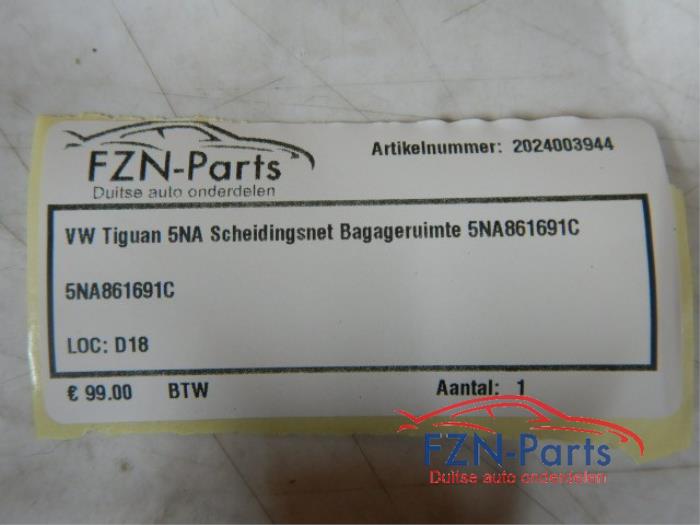 FZN-Parts
Duitse auto onderdelen
Artikelnummer: 2024003944
VW Tiguan 5NA Scheidingsnet Bagageruimte 5NA861691C
5NA861691C
LOC: D18
€ 99.00 BTW Aantal: 1
FZN-Parts
Duitse auto onderdelen